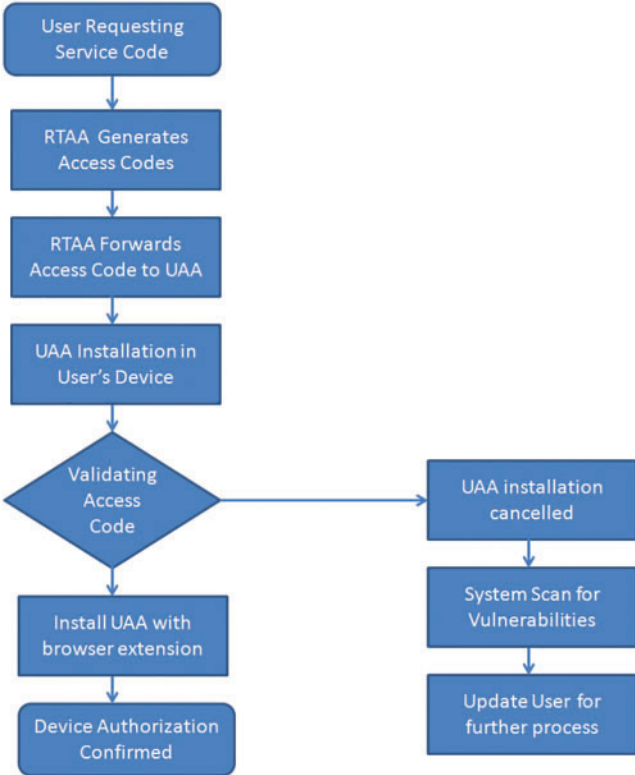 User Requesting
Service Code
RTAA Generates
Access Codes
RTAA Forwards
Access Code to UAA
UAA Installation in
User's Device
Validating
Access
Code
UAA installation
cancelled
System Scan for
Vulnerabilities
Update User for
further process
Install UAA with
browser extension
Device Authorization
Confirmed